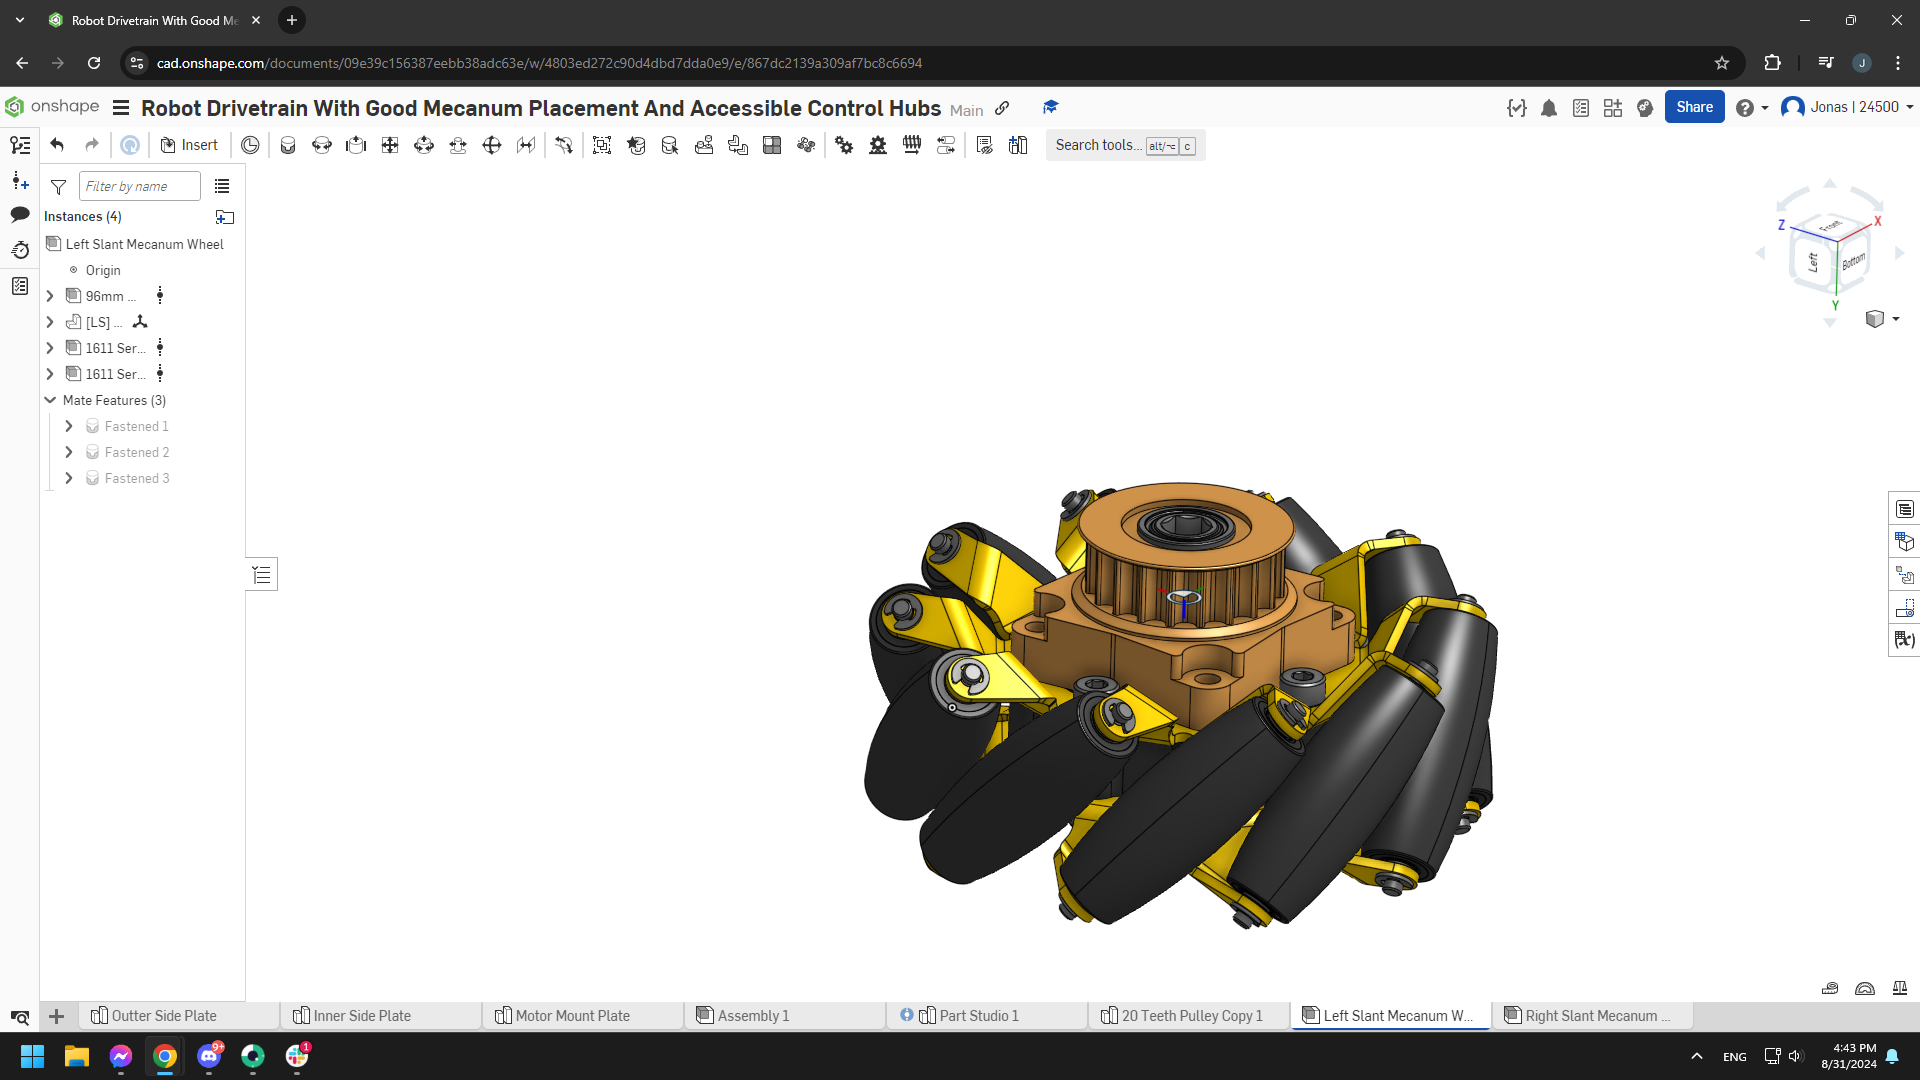 Robot Drivetrain With Good Me
cad.onshape.com/documents/09e39c156387eebb38adc63e/w/4803ed272c90d4dbd7dda0e9/e/867dc2139a309af7bc8c6694
J
onshape
Robot Drivetrain With Good Mecanum Placement And Accessible Control Hubs Main
Share
Jonas | 24500
Insert
Search tools... alt/⌥ c
Filter by name
Instances (4)
Left Slant Mecanum Wheel
Origin
96mm ...
[LS] ...
1611 Ser...
1611 Ser...
Mate Features (3)
Fastened 1
Fastened 2
Fastened 3
Z
X
Front
Left
Bottom
Y
Outter Side Plate
Inner Side Plate
Motor Mount Plate
Assembly 1
Part Studio 1
20 Teeth Pulley Copy 1
Left Slant Mecanum W...
Right Slant Mecanum ...
9+
1
ENG
4:43 PM
8/31/2024